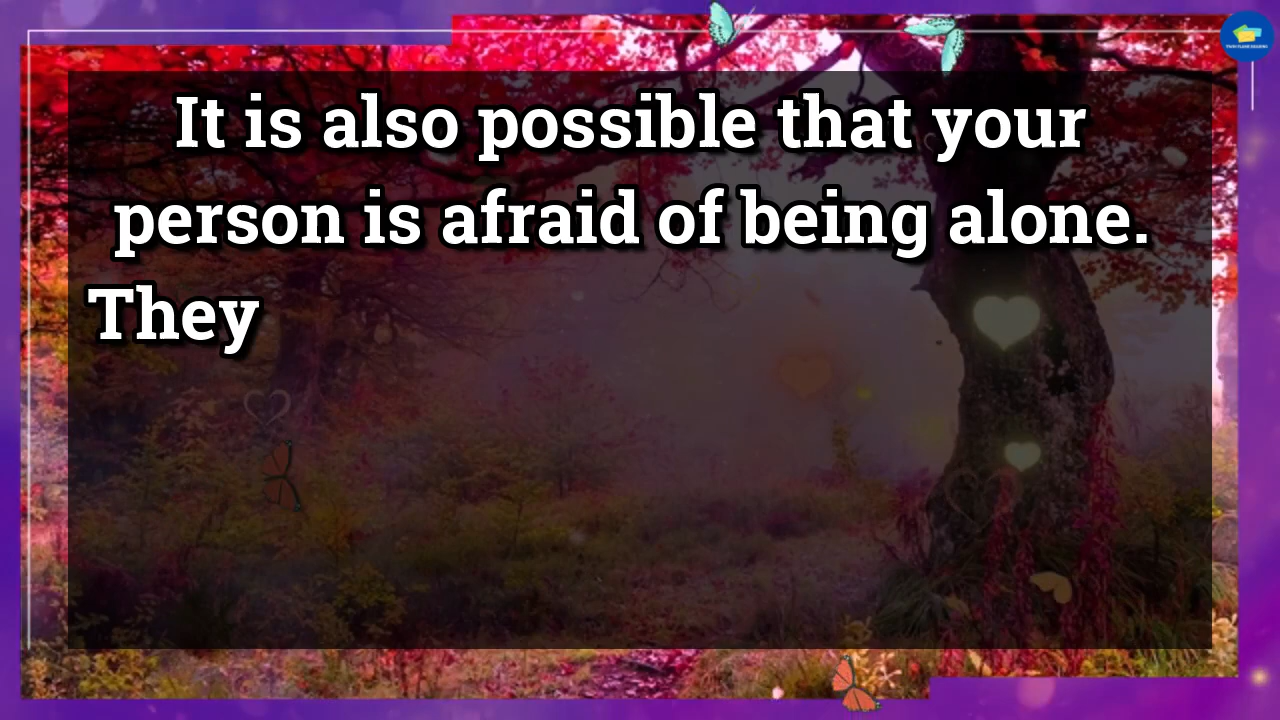 It is also possible that your
person is afraid of being alone.
They